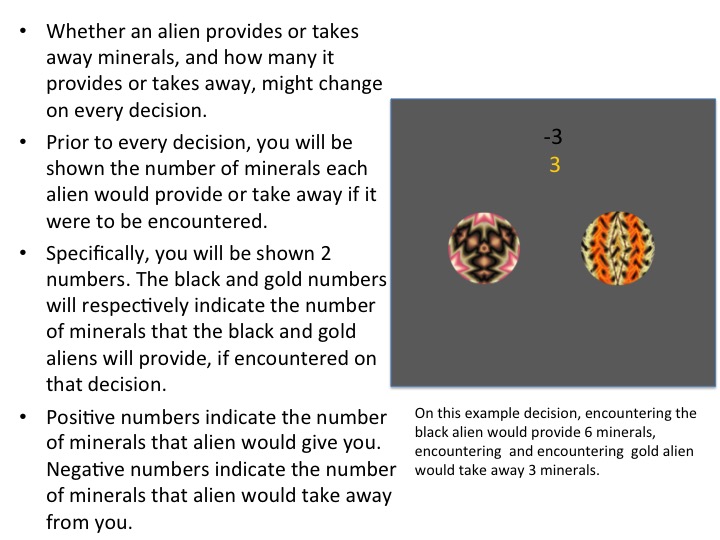 • Whether an alien provides or takes
away minerals, and how many it
provides or takes away, might change
on every decision.
• Prior to every decision, you will be
shown the number of minerals each
alien would provide or take away if it
were to be encountered.
• Specifically, you will be shown 2
numbers. The black and gold numbers
will respectively indicate the number
of minerals that the black and gold
aliens will provide, if encountered on
that decision.
• Positive numbers indicate the number
of minerals that alien would give you.
Negative numbers indicate the number
of minerals that alien would take away
from you.
-3
3
On this example decision, encountering the
black alien would provide 6 minerals,
encountering and encountering gold alien
would take away 3 minerals.